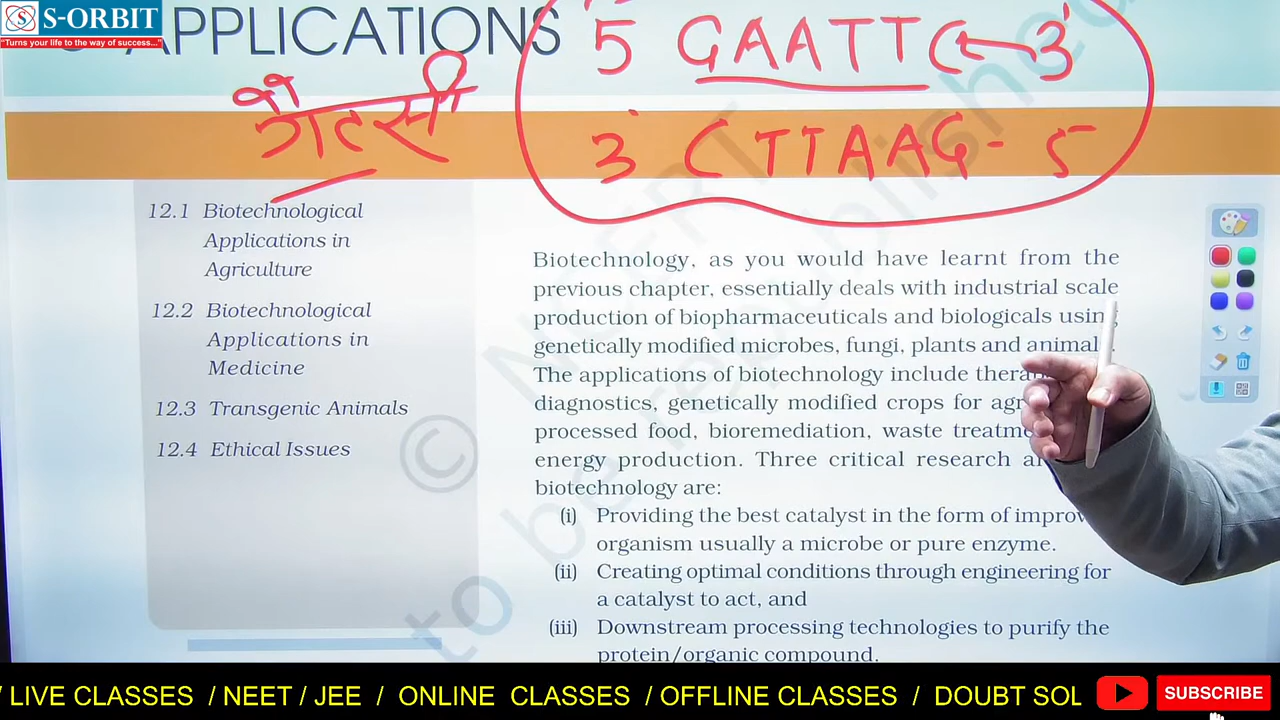 S-ORBIT
"Turns your life to the way of success..."
APPLICATIONS
5' GAATTC 3'
गैटसी
3' CTTAAG - 5
12.1 Biotechnological
Applications in
Agriculture
12.2 Biotechnological
Applications in
Medicine
12.3 Transgenic Animals
12.4 Ethical Issues
© NCERT
to be republished
Biotechnology, as you would have learnt from the
previous chapter, essentially deals with industrial scale
production of biopharmaceuticals and biologicals using
genetically modified microbes, fungi, plants and animal
The applications of biotechnology include thera
diagnostics, genetically modified crops for agr
processed food, bioremediation, waste treatme
energy production. Three critical research a
biotechnology are:
(i) Providing the best catalyst in the form of improv
organism usually a microbe or pure enzyme.
(ii) Creating optimal conditions through engineering for
a catalyst to act, and
(iii) Downstream processing technologies to purify the
protein/organic compound.
/ LIVE CLASSES / NEET / JEE / ONLINE CLASSES / OFFLINE CLASSES / DOUBT SOL
SUBSCRIBE